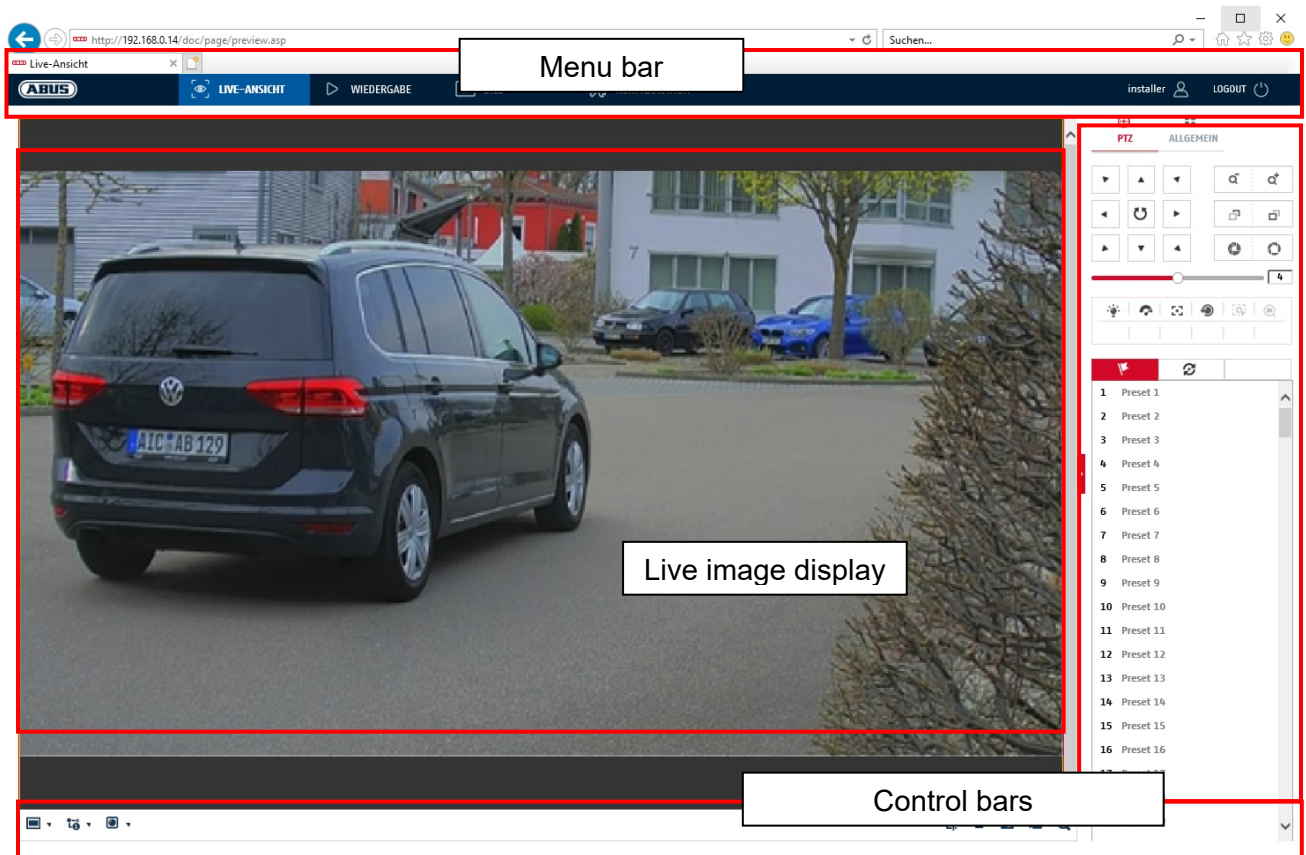 http://192.168.0.14/doc/page/preview.asp
Suchen...
Live-Ansicht
Menu bar
ABUS
LIVE-ANSICHT
WIEDERGABE
installer
LOGOUT
PTZ
ALLGEMEIN
4
7
AIC AB 129
1 Preset 1
2 Preset 2
3 Preset 3
4 Preset 4
5 Preset 5
6 Preset 6
7 Preset 7
8 Preset 8
9 Preset 9
10 Preset 10
11 Preset 11
12 Preset 12
13 Preset 13
14 Preset 14
15 Preset 15
16 Preset 16
Live image display
Control bars